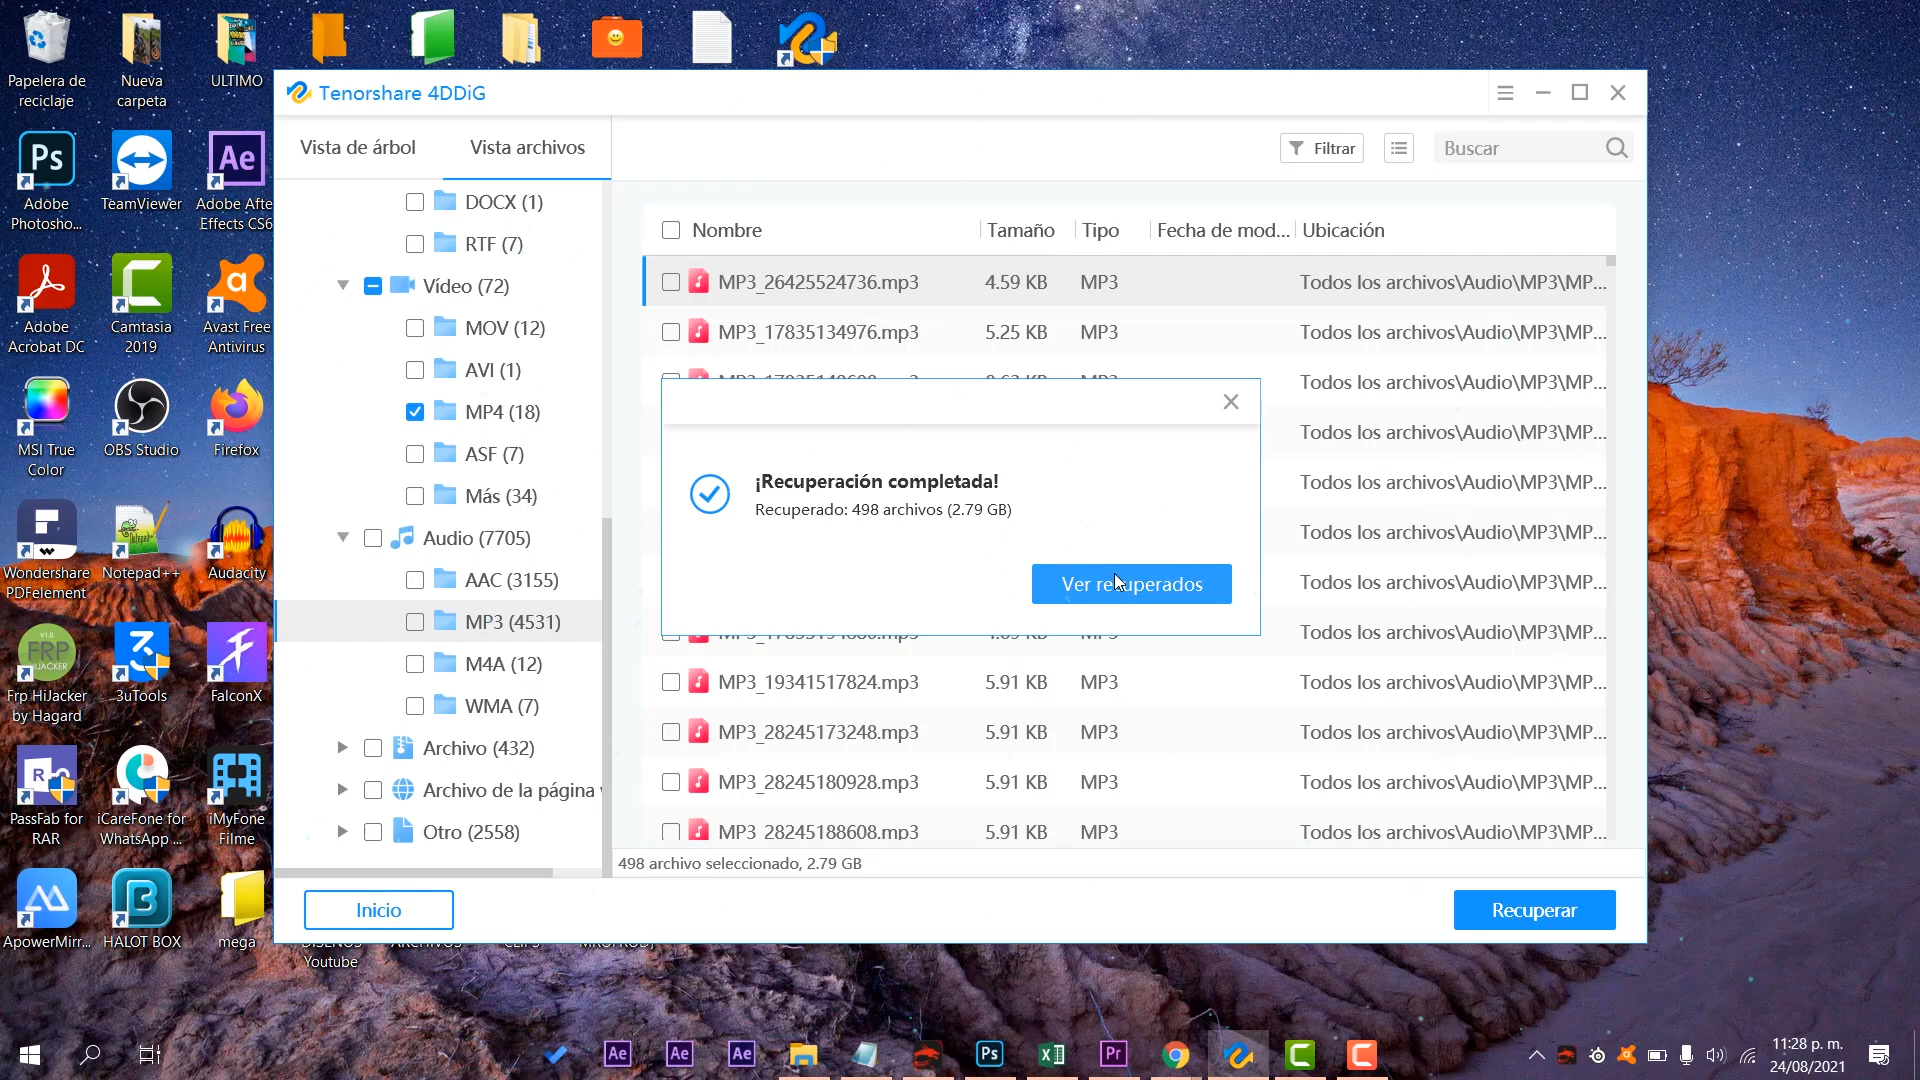 Papelera de
reciclaje
Nueva
carpeta
ULTIMO
Adobe
Photosho...
TeamViewer
Adobe Afte
Effects CS6
Adobe
Acrobat DC
Camtasia
2019
Avast Free
Antivirus
MSI True
Color
OBS Studio
Firefox
Wondershare
PDFelement
Notepad++
Audacity
Frp HiJacker
by Hagard
3uTools
FalconX
PassFab for
RAR
iCareFone for
WhatsApp ...
iMyFone
Filme
ApowerMirr...
HALOT BOX
mega
Youtube
Tenorshare 4DDiG
Vista de árbol
Vista archivos
Filtrar
Buscar
DOCX (1)
RTF (7)
Vídeo (72)
MOV (12)
AVI (1)
MP4 (18)
ASF (7)
Más (34)
Audio (7705)
AAC (3155)
MP3 (4531)
M4A (12)
WMA (7)
Archivo (432)
Archivo de la página
Otro (2558)
Nombre Tamaño Tipo Fecha de mod... Ubicación
MP3_26425524736.mp3 4.59 KB MP3 Todos los archivos\Audio\MP3\MP...
MP3_17835134976.mp3 5.25 KB MP3 Todos los archivos\Audio\MP3\MP...
Todos los archivos\Audio\MP3\MP...
Todos los archivos\Audio\MP3\MP...
Todos los archivos\Audio\MP3\MP...
Todos los archivos\Audio\MP3\MP...
Todos los archivos\Audio\MP3\MP...
Todos los archivos\Audio\MP3\MP...
MP3_19341517824.mp3 5.91 KB MP3 Todos los archivos\Audio\MP3\MP...
MP3_28245173248.mp3 5.91 KB MP3 Todos los archivos\Audio\MP3\MP...
MP3_28245180928.mp3 5.91 KB MP3 Todos los archivos\Audio\MP3\MP...
MP3_28245188608.mp3 5.91 KB MP3 Todos los archivos\Audio\MP3\MP...
¡Recuperación completada!
Recuperado: 498 archivos (2.79 GB)
Ver recuperados
498 archivo seleccionado, 2.79 GB
Inicio
Recuperar
11:28 p. m.
24/08/2021